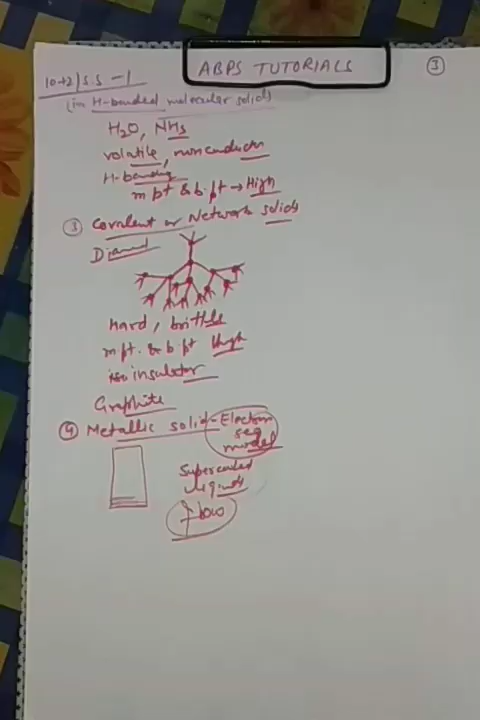 ABPS TUTORIALS
③
10+2) S.S - 1
(iii) H-bonded molecular solids
H₂O, NH₃
volatile, nonconductor
H-bonding
m pt & b.pt → High
③ Covalent or Network solids
Diamond
Hard, brittle
m pt. & b.pt High
insulator
Graphite
④ Metallic solid - Electron
sea
model
Supercooled
liquids
flow